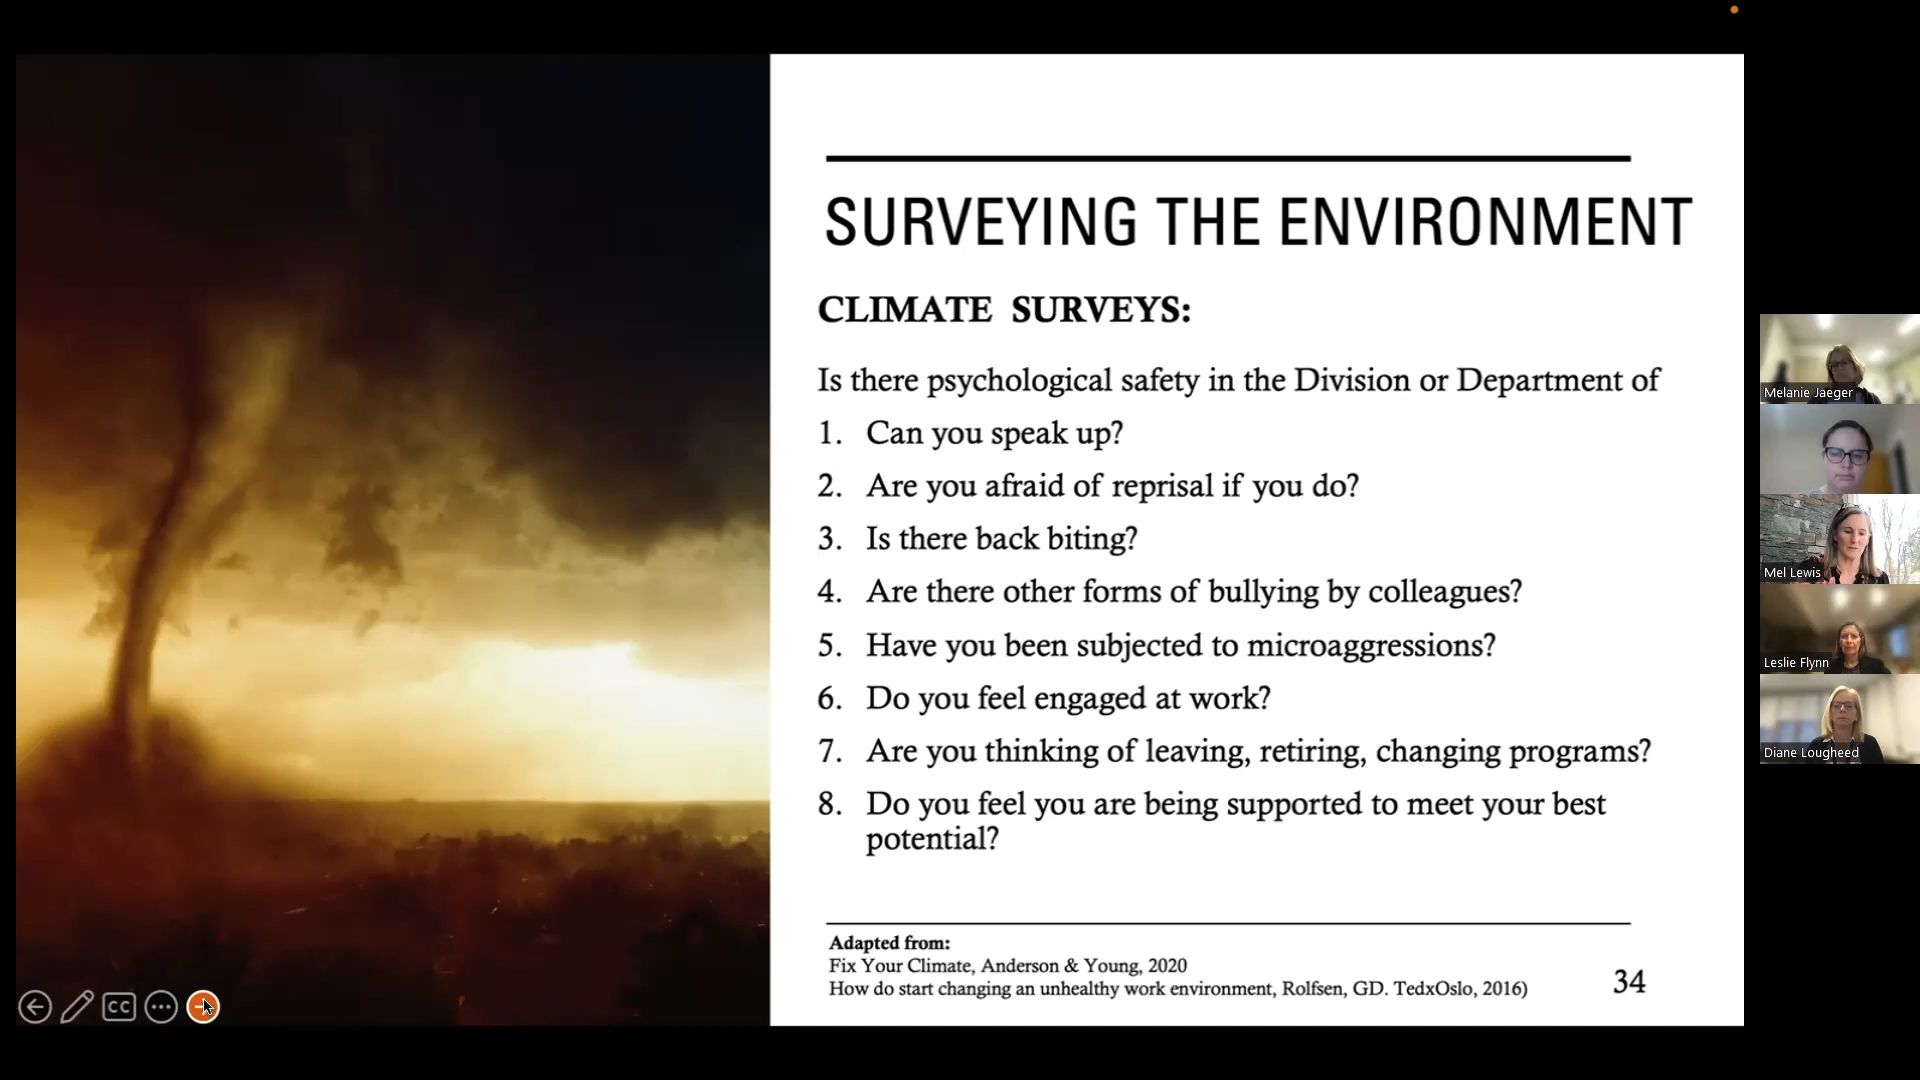 SURVEYING THE ENVIRONMENT
CLIMATE SURVEYS:
Is there psychological safety in the Division or Department of
1. Can you speak up?
2. Are you afraid of reprisal if you do?
3. Is there back biting?
4. Are there other forms of bullying by colleagues?
5. Have you been subjected to microaggressions?
6. Do you feel engaged at work?
7. Are you thinking of leaving, retiring, changing programs?
8. Do you feel you are being supported to meet your best
potential?
Adapted from:
Fix Your Climate, Anderson & Young, 2020
How do start changing an unhealthy work environment, Rolfsen, GD. TedxOslo, 2016)
34
CC
Melanie Jaeger
Mel Lewis
Leslie Flynn
Diane Lougheed